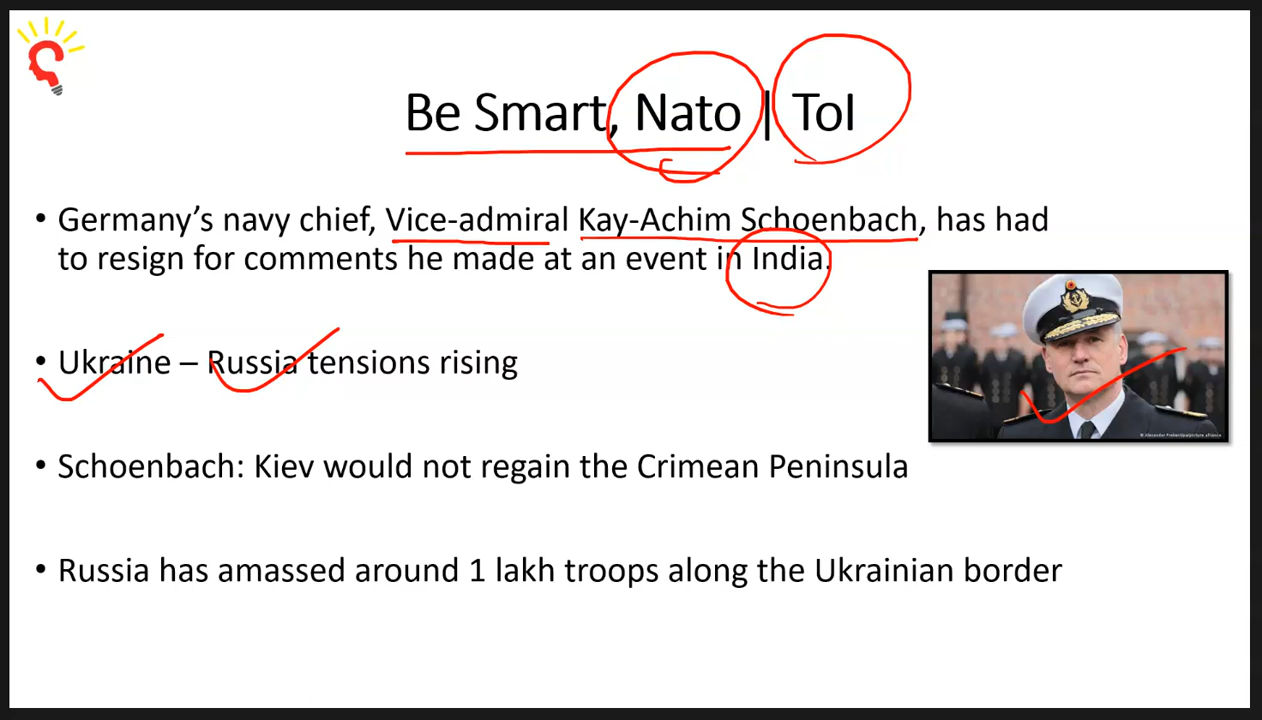 Be Smart, Nato | ToI
• Germany’s navy chief, Vice-admiral Kay-Achim Schoenbach, has had
to resign for comments he made at an event in India.
• Ukraine – Russia tensions rising
• Schoenbach: Kiev would not regain the Crimean Peninsula
• Russia has amassed around 1 lakh troops along the Ukrainian border